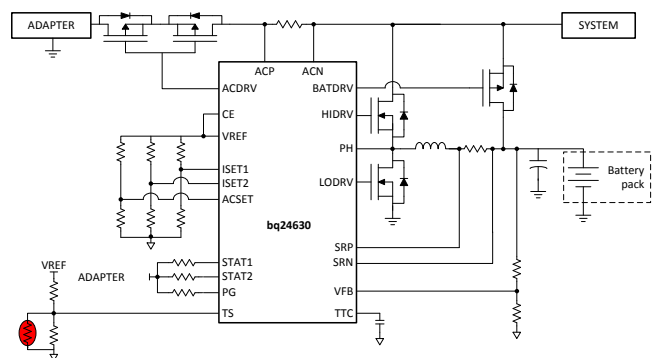 ADAPTER
SYSTEM
ACP
ACN
ACDRV
BATDRV
CE
HIDRV
VREF
PH
ISET1
ISET2
LODRV
ACSET
Battery
pack
bq24630
SRP
SRN
STAT1
VREF
ADAPTER
STAT2
PG
VFB
TS
TTC